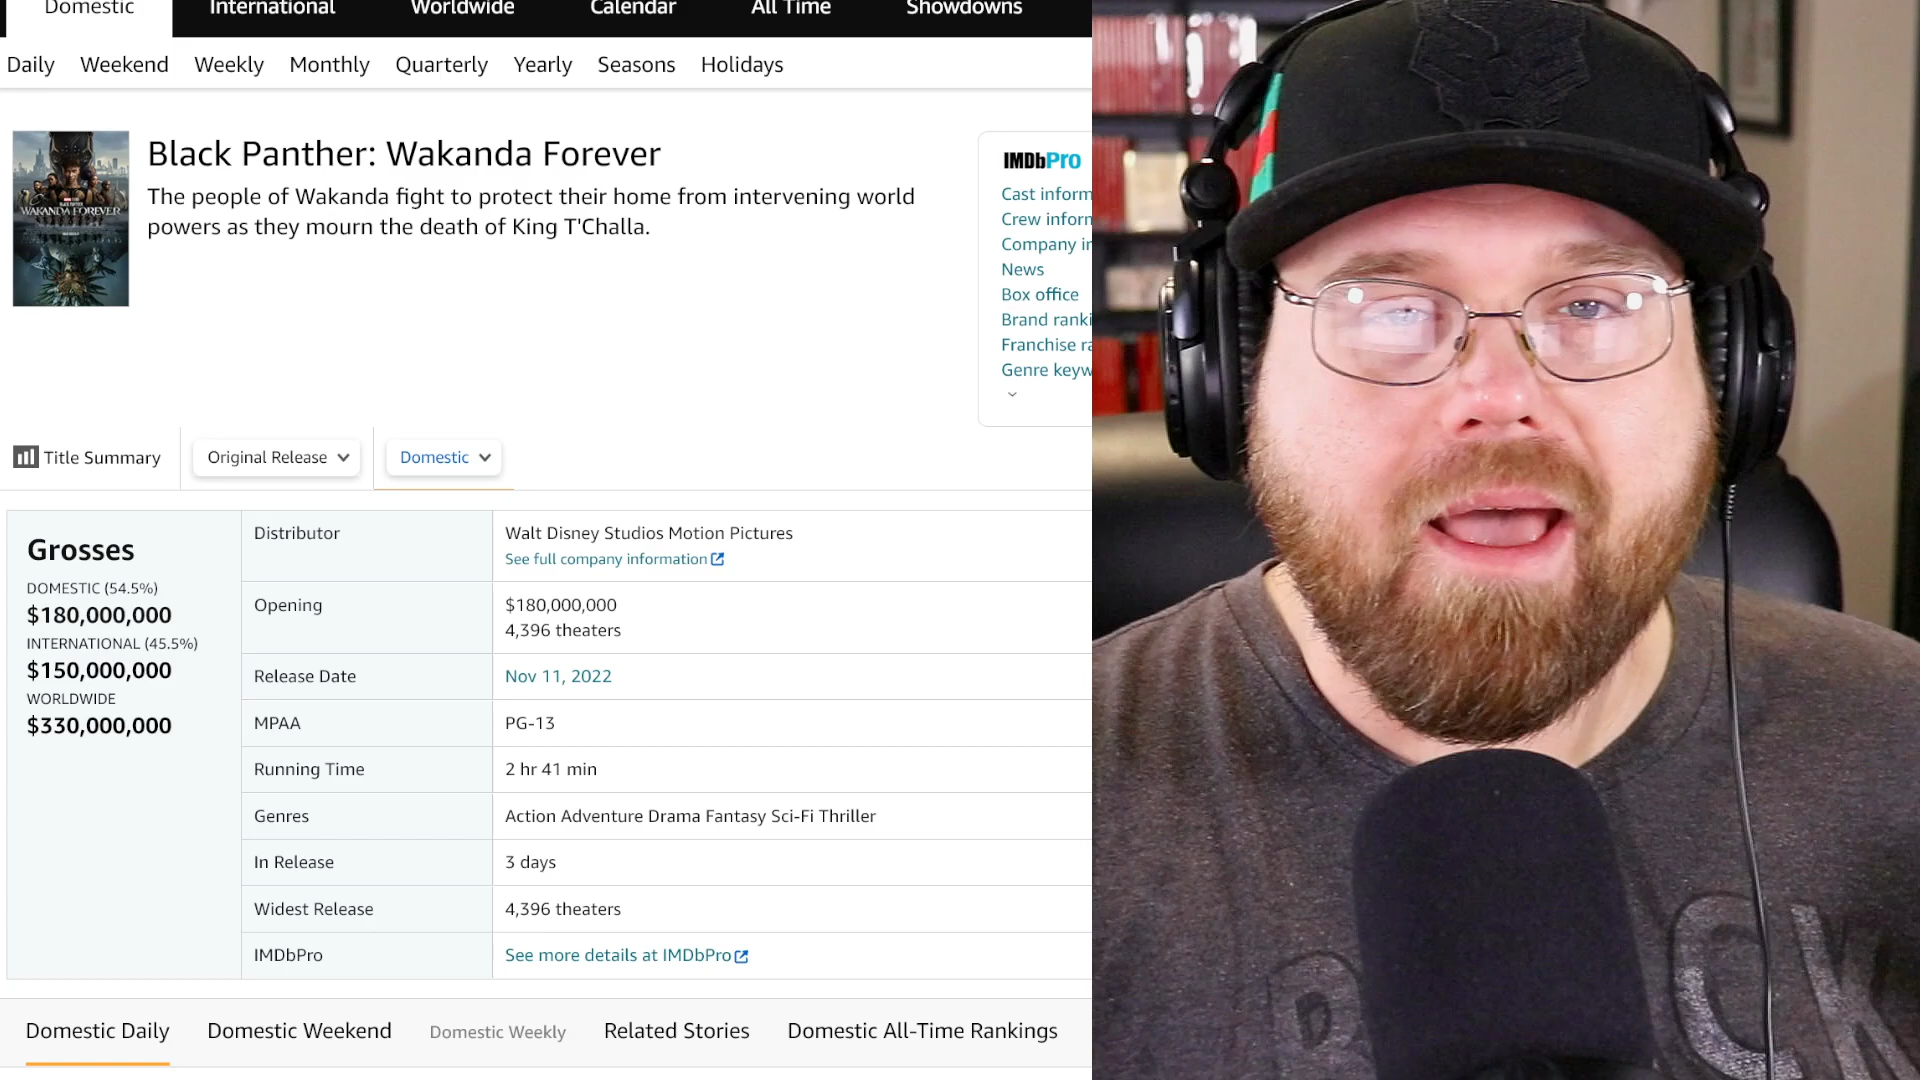 Domestic International Worldwide Calendar All Time Showdowns
Daily Weekend Weekly Monthly Quarterly Yearly Seasons Holidays
WAKANDA FOREVER
Black Panther: Wakanda Forever
The people of Wakanda fight to protect their home from intervening world
powers as they mourn the death of King T'Challa.
IMDbPro
Cast inform
Crew inforn
Company in
News
Box office
Brand ranki
Franchise ra
Genre keyw
Title Summary Original Release Domestic
Grosses
DOMESTIC (54.5%)
$180,000,000
INTERNATIONAL (45.5%)
$150,000,000
WORLDWIDE
$330,000,000
Distributor Walt Disney Studios Motion Pictures
See full company information
Opening $180,000,000
4,396 theaters
Release Date Nov 11, 2022
MPAA PG-13
Running Time 2 hr 41 min
Genres Action Adventure Drama Fantasy Sci-Fi Thriller
In Release 3 days
Widest Release 4,396 theaters
IMDbPro See more details at IMDbPro
Domestic Daily Domestic Weekend Domestic Weekly Related Stories Domestic All-Time Rankings